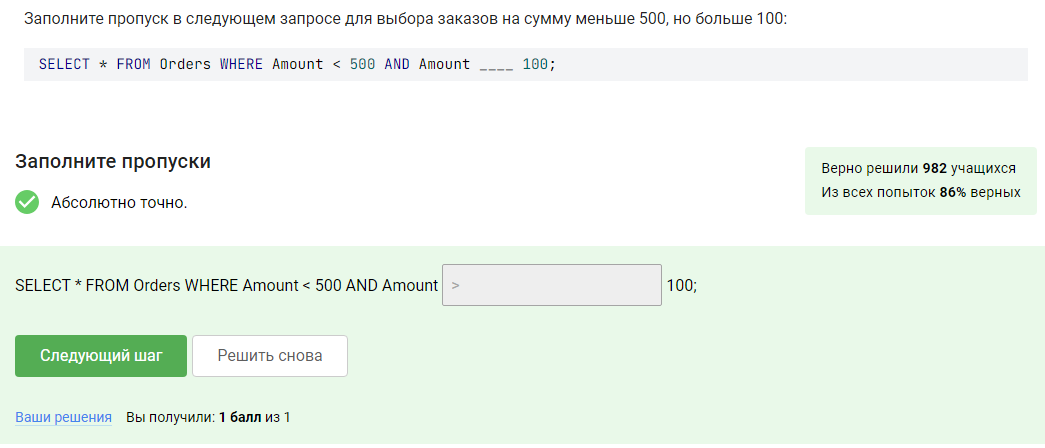 Заполните пропуск в следующем запросе для выбора заказов на сумму меньше 500, но больше 100:
SELECT * FROM Orders WHERE Amount < 500 AND Amount ____ 100;
Заполните пропуски
Абсолютно точно.
Верно решили 982 учащихся
Из всех попыток 86% верных
SELECT * FROM Orders WHERE Amount < 500 AND Amount > 100;
Следующий шаг
Решить снова
Ваши решения Вы получили: 1 балл из 1